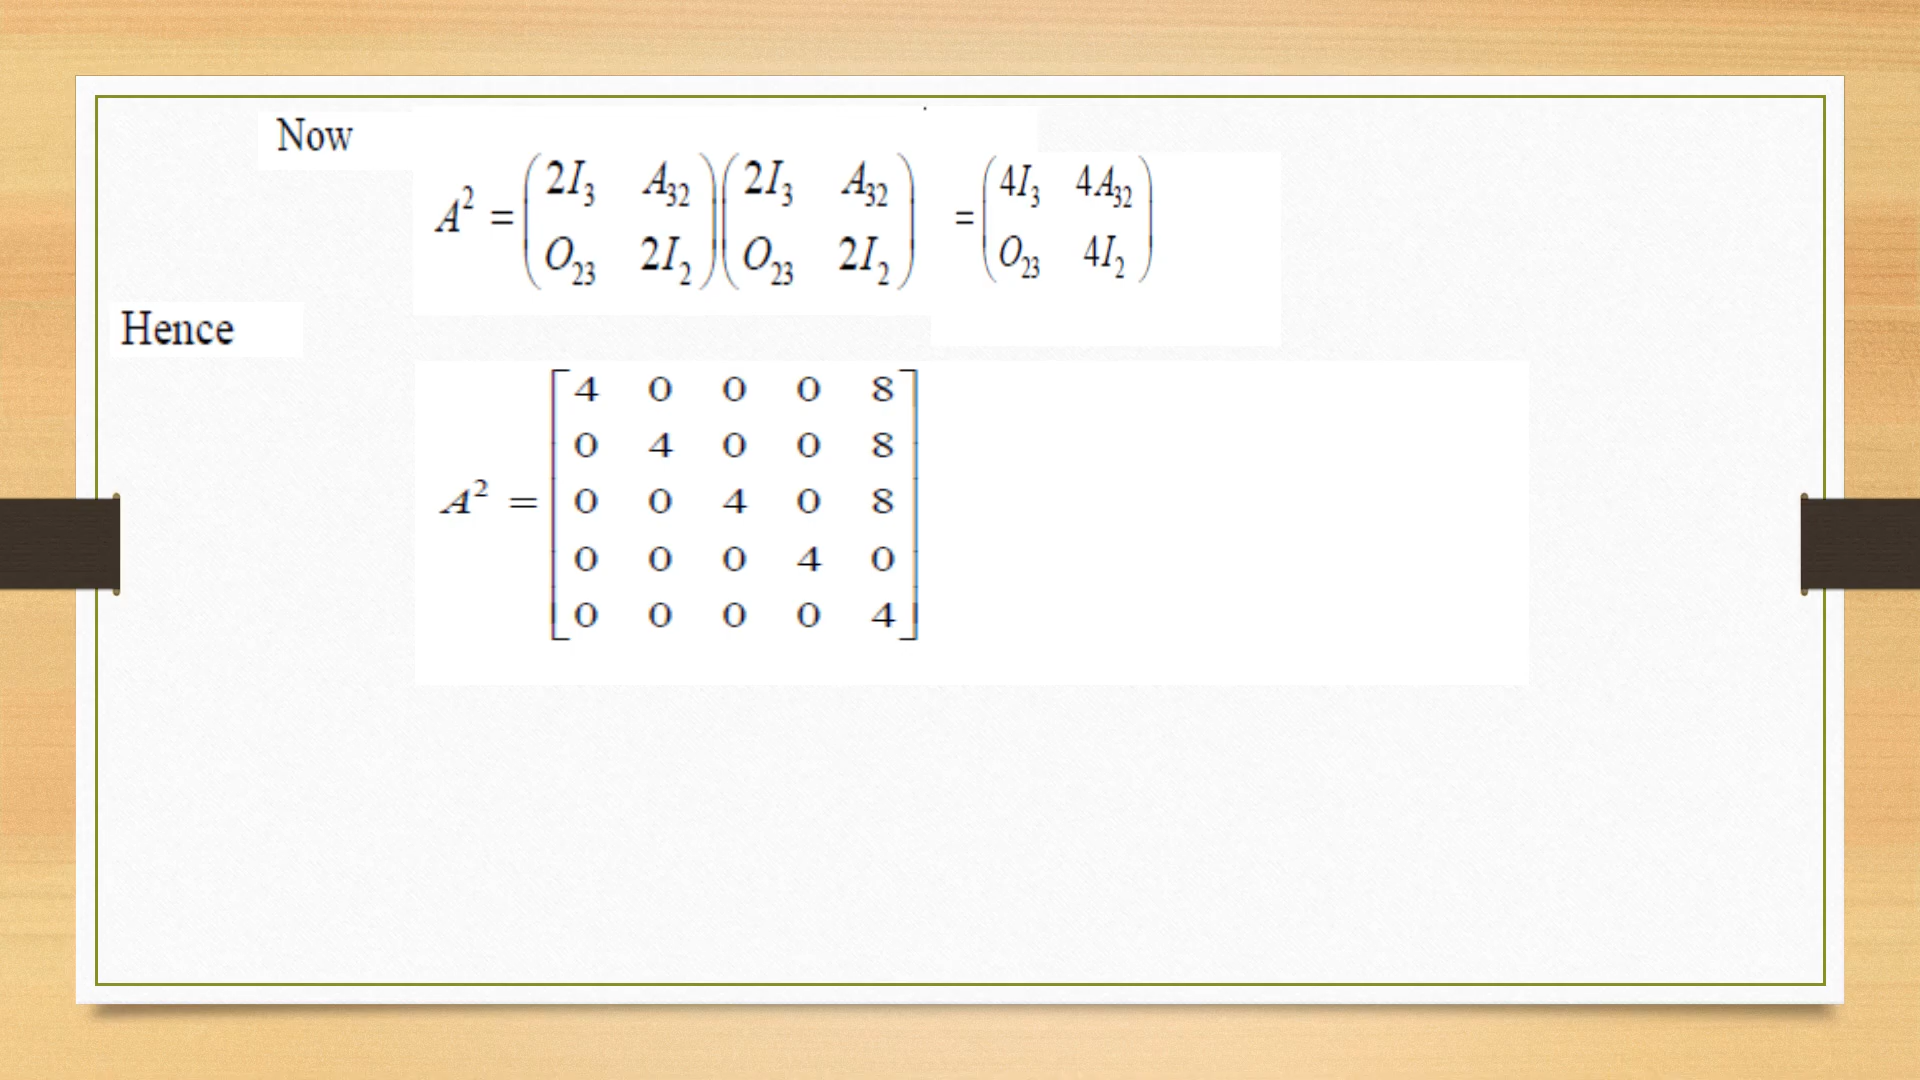 Now
A² = (2I₃ A₃₂ O₂₃ 2I₂)(2I₃ A₃₂ O₂₃ 2I₂) = (4I₃ 4A₃₂ O₂₃ 4I₂)
Hence
4 0 0 0 8
0 4 0 0 8
A² = 0 0 4 0 8
0 0 0 4 0
0 0 0 0 4